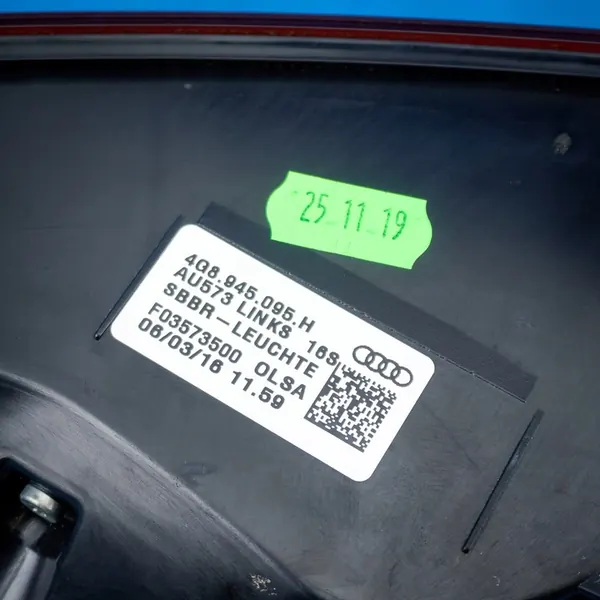 25 11 19
4G8.945.095.H
AU573 LINKS 16S
SBBR-LEUCHTE
F03573500 OLSA
06/03/16 11.59